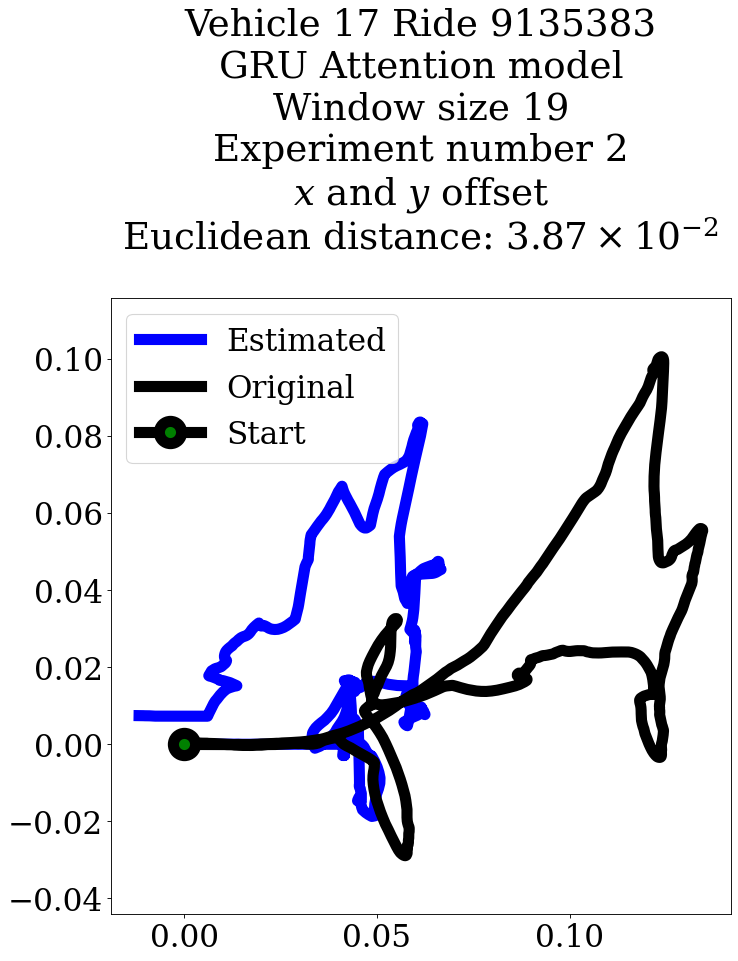 Vehicle 17 Ride 9135383
GRU Attention model
Window size 19
Experiment number 2
x and y offset
Euclidean distance: 3.87 × 10⁻²
Estimated
Original
Start
0.10
0.08
0.06
0.04
0.02
0.00
−0.02
−0.04
0.00 0.05 0.10